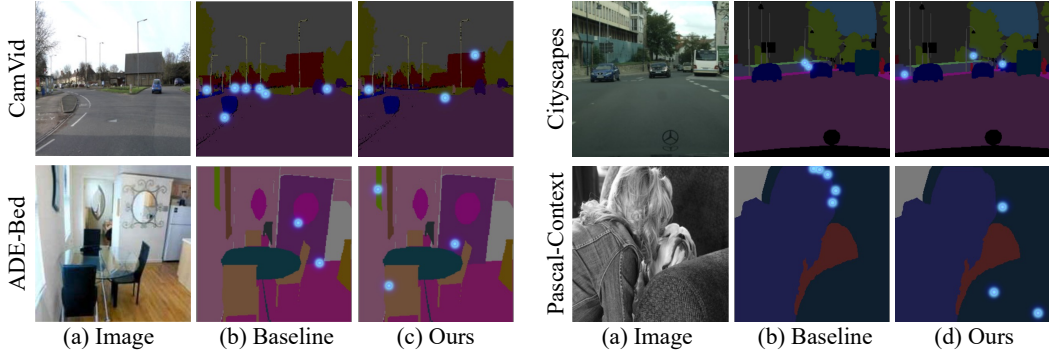 CamVid
Cityscapes
ADE-Bed
Pascal-Context
(a) Image
(b) Baseline
(c) Ours
(a) Image
(b) Baseline
(d) Ours